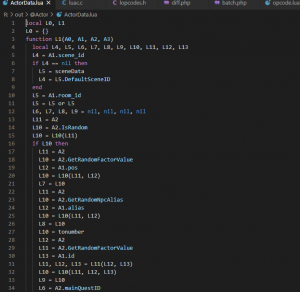 ActorData.lua
lua.c
lopcodes.h
diff.php
batch.php
opcode.lua
R > out > @Actor > ActorData.lua
1 local L0, L1
2 L0 = {}
3 function L1(A0, A1, A2, A3)
4 local L4, L5, L6, L7, L8, L9, L10, L11, L12, L13
5 L4 = A1.scene_id
6 if L4 == nil then
7 L5 = sceneData
8 L4 = L5.DefaultSceneID
9 end
10 L5 = A1.room_id
11 L5 = L5 or L5
12 L6, L7, L8, L9 = nil, nil, nil, nil
13 L11 = A2
14 L10 = A2.IsRandom
15 L10 = L10(L11)
16 if L10 then
17 L11 = A2
18 L10 = A2.GetRandomFactorValue
19 L12 = A1.pos
20 L10 = L10(L11, L12)
21 L7 = L10
22 L11 = A2
23 L10 = A2.GetRandomNpcAlias
24 L12 = A1.alias
25 L10 = L10(L11, L12)
26 L8 = L10
27 L10 = tonumber
28 L12 = A2
29 L11 = A2.GetRandomFactorValue
30 L13 = A1.id
31 L11, L12, L13 = L11(L12, L13)
32 L10 = L10(L11, L12, L13)
33 L9 = L10
34 L6 = A2.mainQuestID